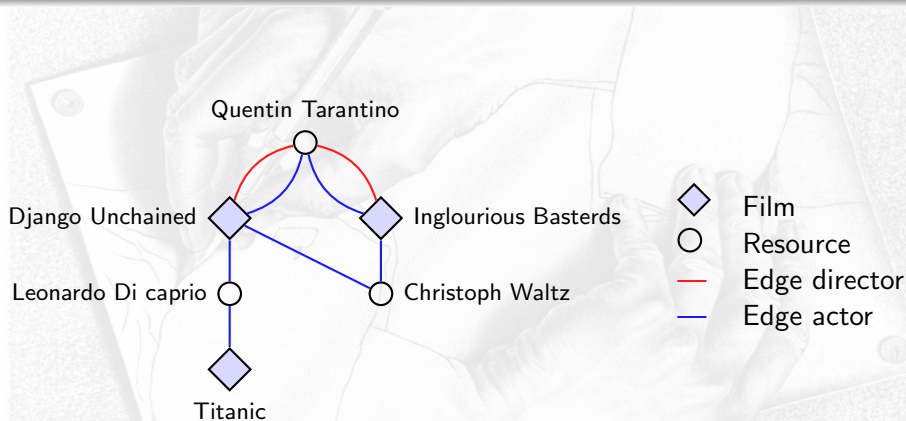 Quentin Tarantino
Django Unchained
Inglourious Basterds
Leonardo Di caprio
Christoph Waltz
Titanic
Film
Resource
Edge director
Edge actor